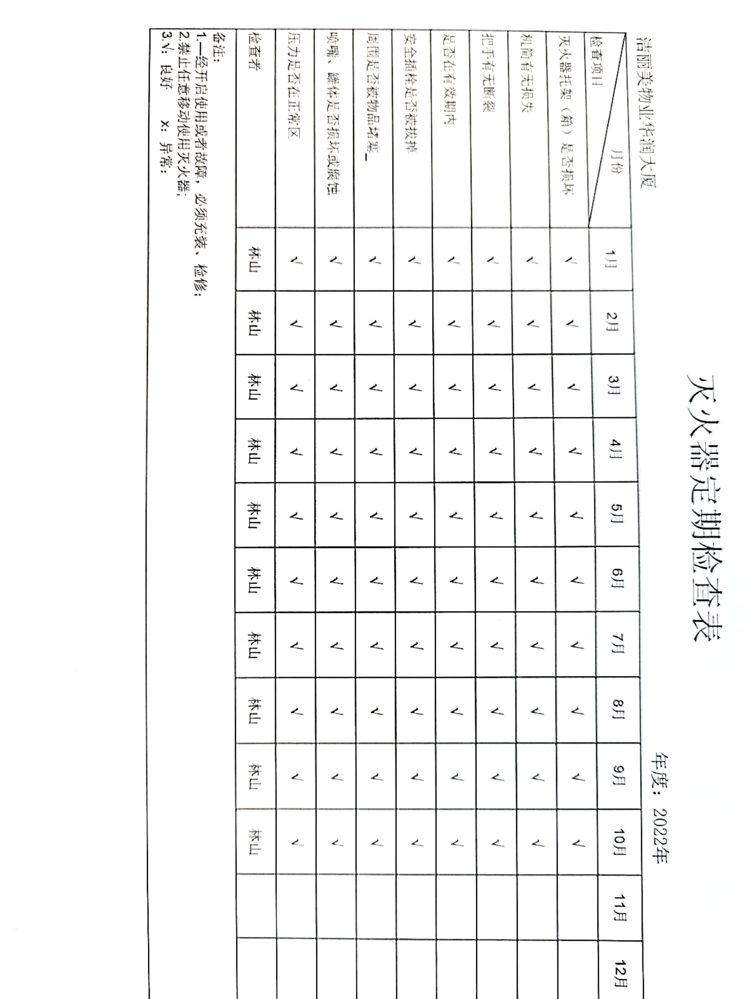 灭火器定期检查表
洁丽美物业华润大厦 年度：2022年
月份
检查项目 1月 2月 3月 4月 5月 6月 7月 8月 9月 10月 11月 12月
灭火器托架（箱）是否损坏 √ √ √ √ √ √ √ √ √ √
机筒有无损失 √ √ √ √ √ √ √ √ √ √
把手有无断裂 √ √ √ √ √ √ √ √ √ √
是否在有效期内 √ √ √ √ √ √ √ √ √ √
安全插栓是否被拔掉 √ √ √ √ √ √ √ √ √ √
周围是否被物品堵塞_ √ √ √ √ √ √ √ √ √ √
喷嘴、罐体是否损坏或腐蚀 √ √ √ √ √ √ √ √ √ √
压力是否在正常区 √ √ √ √ √ √ √ √ √ √
检查者 林山 林山 林山 林山 林山 林山 林山 林山 林山 林山
备注：
1.一经开启使用或者故障，必须充装、检修；
2.禁止任意移动使用灭火器；
3.√：良好 x：异常；